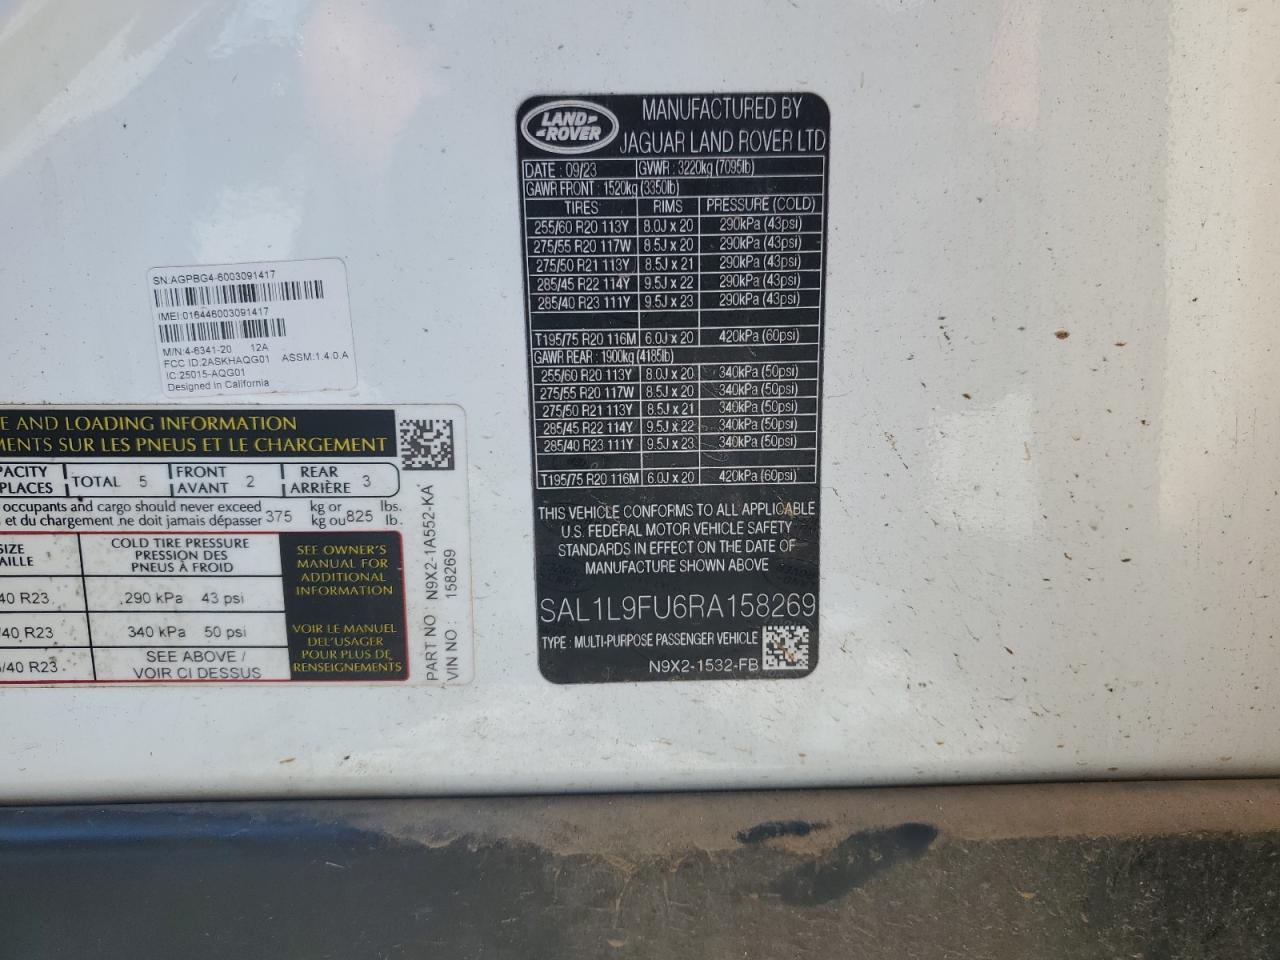 SN:AGPBG4-6003091417
IMEI:016446003091417
M/N:4-6341-20 12A
FCC ID:2ASKHAQG01 ASSM:1.4.0.A
IC:25015-AQG01
Designed in California
AND LOADING INFORMATION
SUR LES PNEUS ET LE CHARGEMENT
TOTAL 5 FRONT 2 REAR 3
AVANT ARRIÈRE
PLACES
occupants and cargo should never exceed 375 kg or 825 lbs.
et du chargement ne doit jamais dépasser kg ou lb.
COLD TIRE PRESSURE
PRESSION DES
PNEUS À FROID
40 R23 290 kPa 43 psi
/40 R23 340 kPa 50 psi
/40 R23 SEE ABOVE /
VOIR CI DESSUS
SEE OWNER'S
MANUAL FOR
ADDITIONAL
INFORMATION
VOIR LE MANUEL
DEL'USAGER
POUR PLUS DE
RENSEIGNEMENTS
PART NO : N9X2-1A552-KA
VIN NO : 158269
LAND ROVER
MANUFACTURED BY
JAGUAR LAND ROVER LTD
DATE : 09/23 GVWR : 3220kg (7095lb)
GAWR FRONT : 1520kg (3350lb)
TIRES RIMS PRESSURE (COLD)
255/60 R20 113Y 8.0J x 20 290kPa (43psi)
275/55 R20 117W 8.5J x 20 290kPa (43psi)
275/50 R21 113Y 8.5J x 21 290kPa (43psi)
285/45 R22 114Y 9.5J x 22 290kPa (43psi)
285/40 R23 111Y 9.5J x 23 290kPa (43psi)
T195/75 R20 116M 6.0J x 20 420kPa (60psi)
GAWR REAR : 1900kg (4185lb)
255/60 R20 113Y 8.0J x 20 340kPa (50psi)
275/55 R20 117W 8.5J x 20 340kPa (50psi)
275/50 R21 113Y 8.5J x 21 340kPa (50psi)
285/45 R22 114Y 9.5J x 22 340kPa (50psi)
285/40 R23 111Y 9.5J x 23 340kPa (50psi)
T195/75 R20 116M 6.0J x 20 420kPa (60psi)
THIS VEHICLE CONFORMS TO ALL APPLICABLE
U.S. FEDERAL MOTOR VEHICLE SAFETY
STANDARDS IN EFFECT ON THE DATE OF
MANUFACTURE SHOWN ABOVE
SAL1L9FU6RA158269
TYPE : MULTI-PURPOSE PASSENGER VEHICLE
N9X2-1532-FB